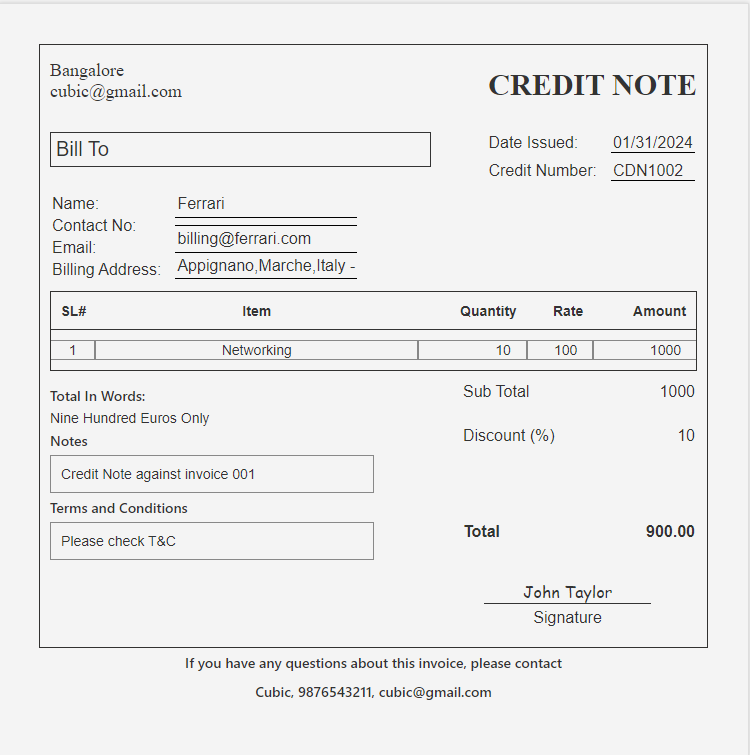 Bangalore
cubic@gmail.com
CREDIT NOTE
Bill To
Date Issued: 01/31/2024
Credit Number: CDN1002
Name: Ferrari
Contact No:
Email: billing@ferrari.com
Billing Address: Appignano,Marche,Italy -
SL# Item Quantity Rate Amount
1 Networking 10 100 1000
Sub Total 1000
Discount (%) 10
Total 900.00
Total In Words:
Nine Hundred Euros Only
Notes
Credit Note against invoice 001
Terms and Conditions
Please check T&C
John Taylor
Signature
If you have any questions about this invoice, please contact
Cubic, 9876543211, cubic@gmail.com